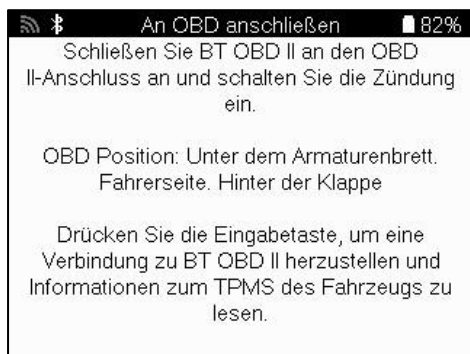 An OBD anschließen 82%
Schließen Sie BT OBD II an den OBD
II-Anschluss an und schalten Sie die Zündung
ein.
OBD Position: Unter dem Armaturenbrett.
Fahrerseite. Hinter der Klappe
Drücken Sie die Eingabetaste, um eine
Verbindung zu BT OBD II herzustellen und
Informationen zum TPMS des Fahrzeugs zu
lesen.